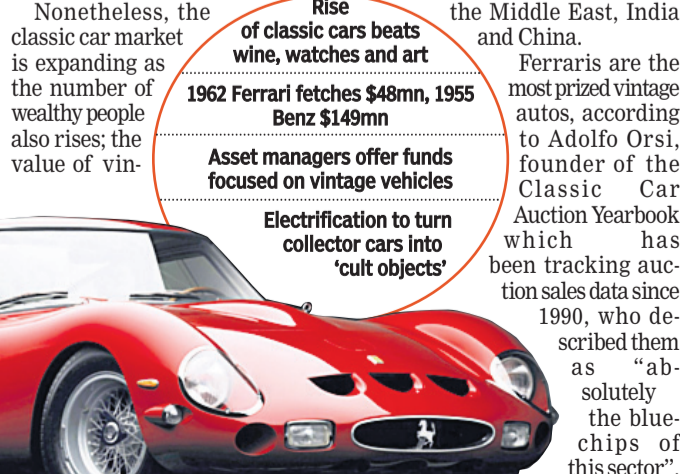 Nonetheless, the
classic car market
is expanding as
the number of
wealthy people
also rises; the
value of vin-
Rise
of classic cars beats
wine, watches and art
1962 Ferrari fetches $48mn, 1955
Benz $149mn
Asset managers offer funds
focused on vintage vehicles
Electrification to turn
collector cars into
‘cult objects’
the Middle East, India
and China.
Ferraris are the
most prized vintage
autos, according
to Adolfo Orsi,
founder of the
Classic Car
Auction Yearbook
which has
been tracking auc-
tion sales data since
1990, who de-
scribed them
as “ab-
solutely
the blue-
chips of
this sector”.